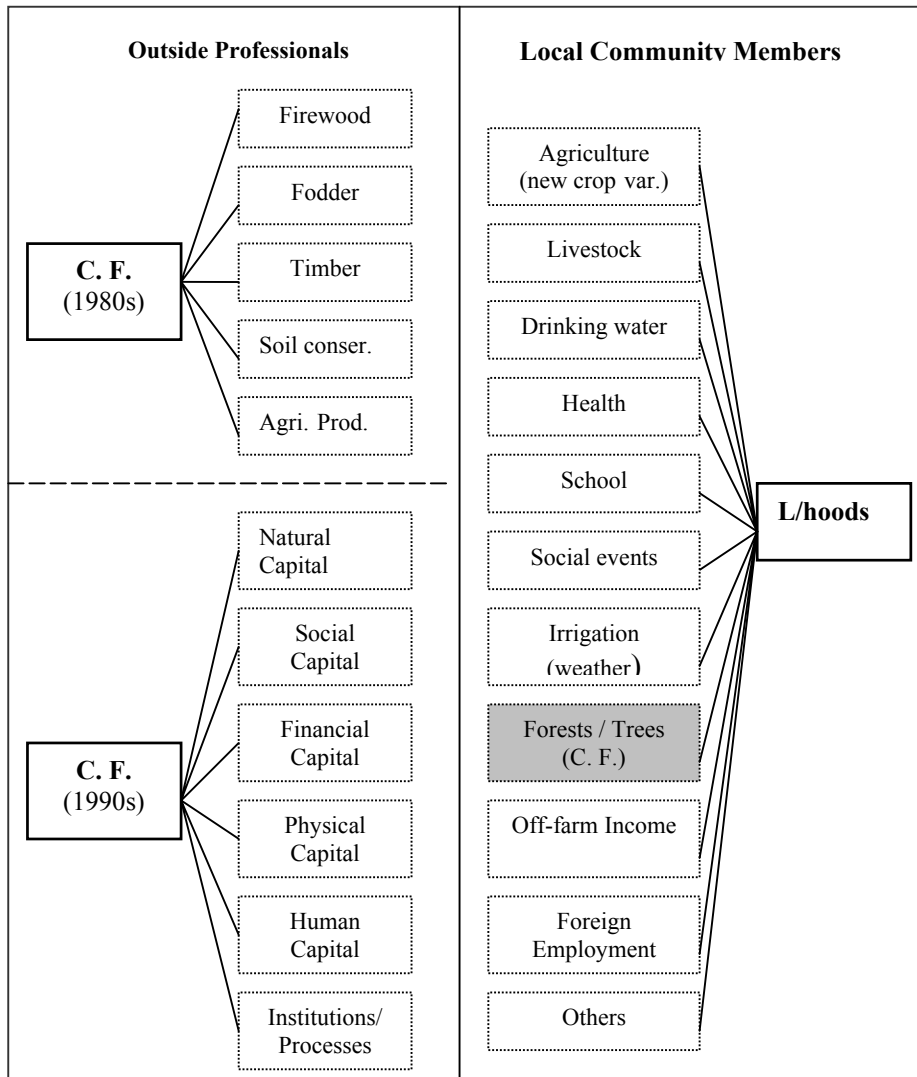 Outside Professionals
Firewood
Fodder
C. F.
(1980s)
Timber
Soil conser.
Agri. Prod.
Natural
Capital
Social
Capital
Financial
Capital
C. F.
(1990s)
Physical
Capital
Human
Capital
Institutions/
Processes
Local Community Members
Agriculture
(new crop var.)
Livestock
Drinking water
Health
School
L/hoods
Social events
Irrigation
(weather)
Forests / Trees
(C. F.)
Off-farm Income
Foreign
Employment
Others